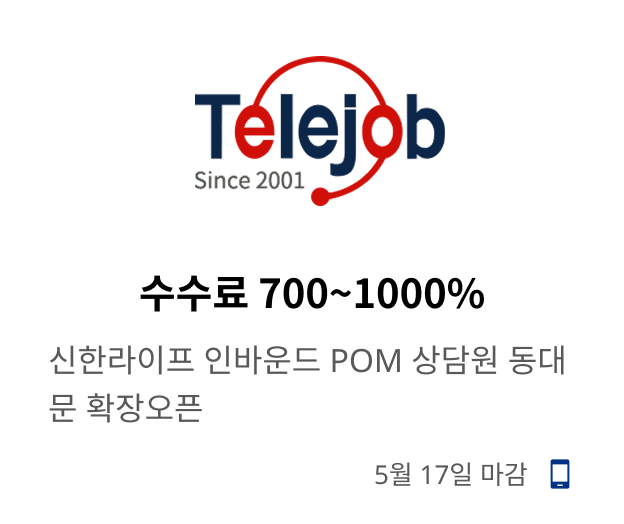 Telejob
Since 2001
수수료 700~1000%
신한라이프 인바운드 POM 상담원 동대
문 확장오픈
5월 17일 마감